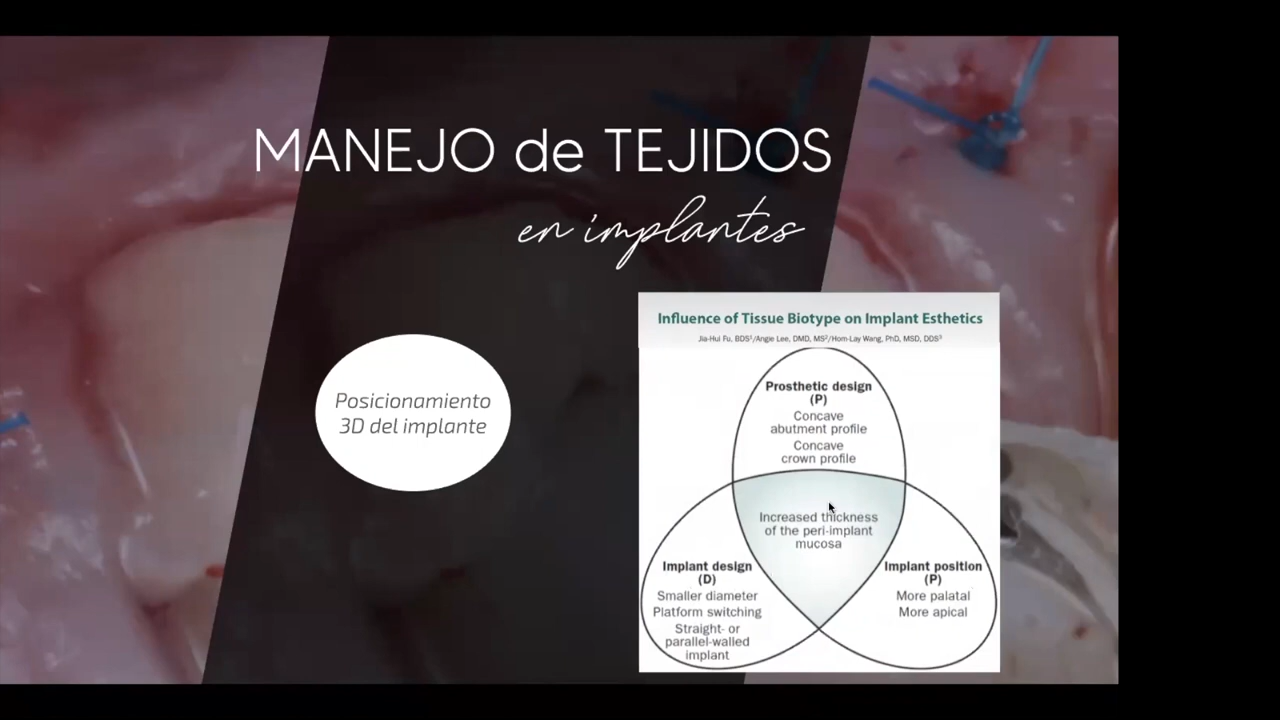 MANEJO de TEJIDOS
en implantes
Posicionamiento
3D del implante
Influence of Tissue Biotype on Implant Esthetics
Jia-Hui Fu, BDS¹/Angie Lee, DMD, MS²/Hom-Lay Wang, PhD, MSD, DDS³
Prosthetic design
(P)
Concave
abutment profile
Concave
crown profile
Increased thickness
of the peri-implant
mucosa
Implant design
(D)
Smaller diameter
Platform switching
Straight- or
parallel-walled
implant
Implant position
(P)
More palatal
More apical